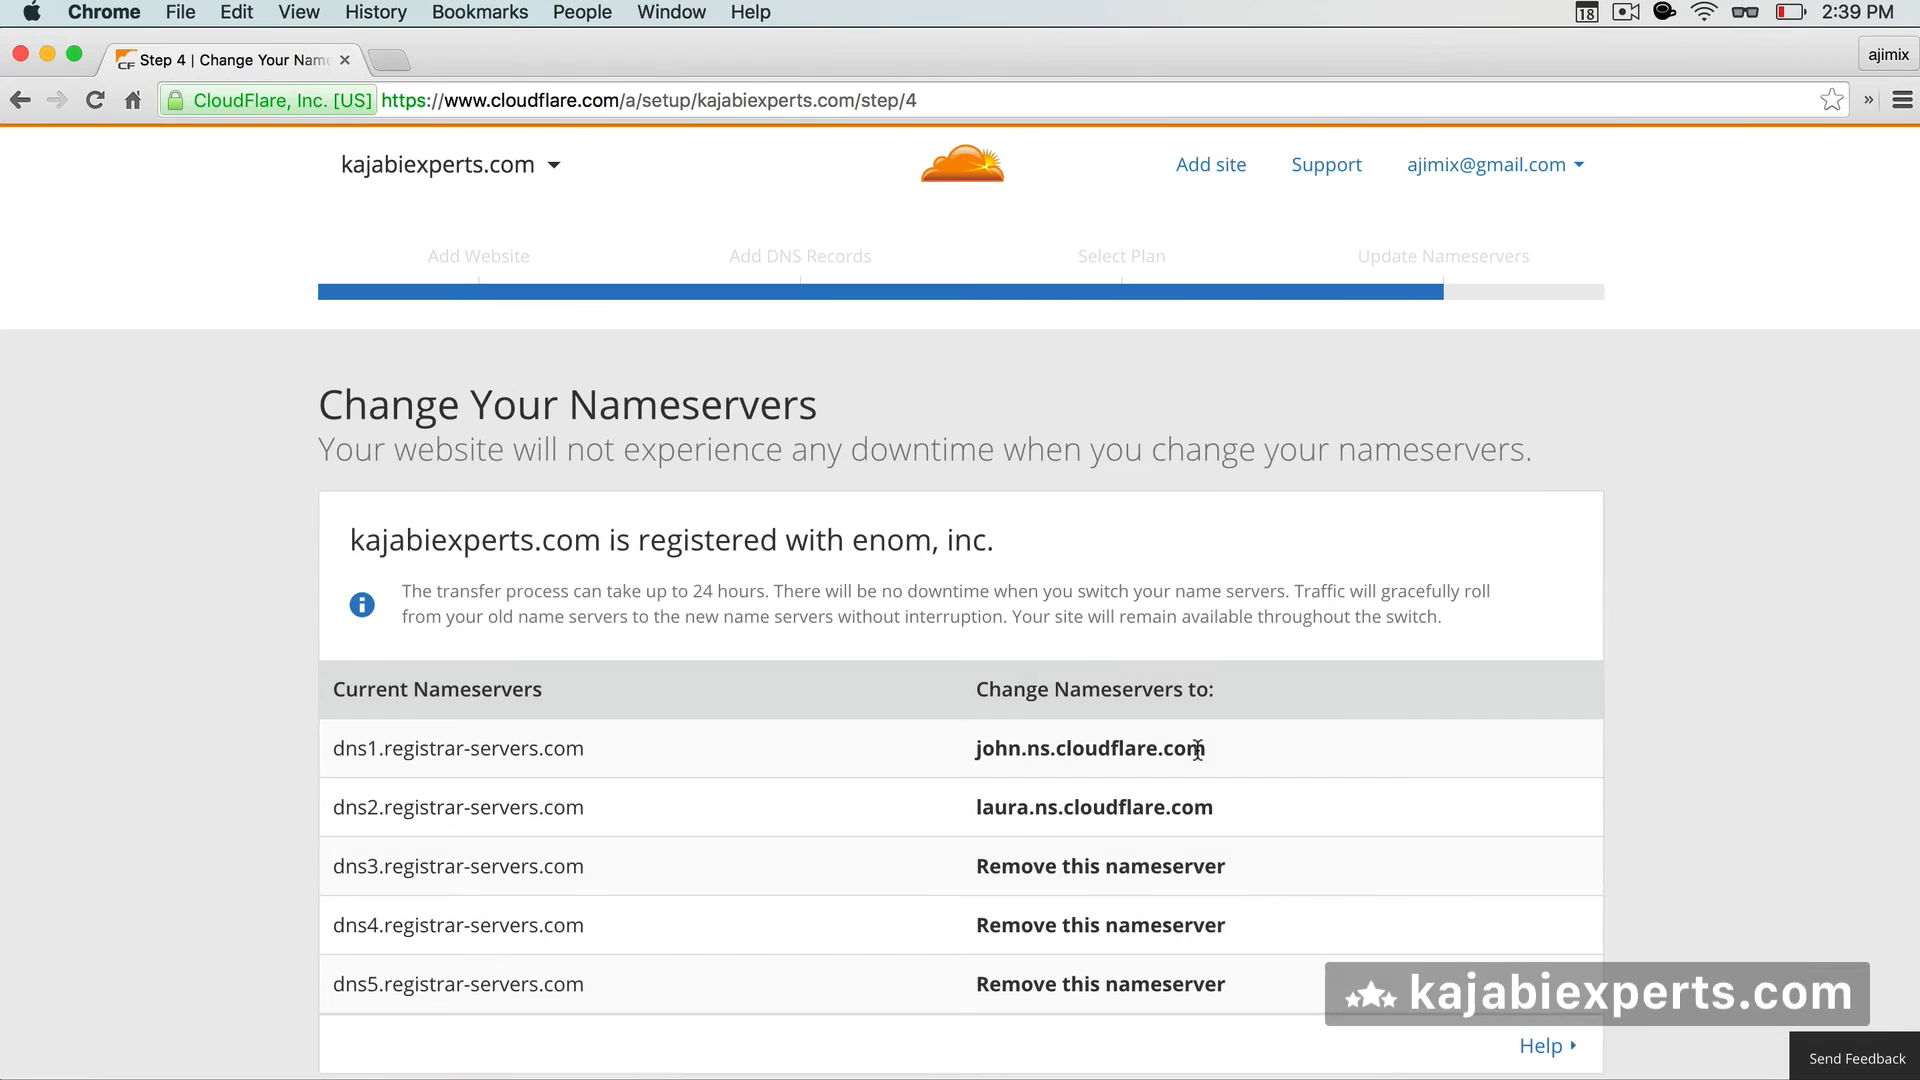 Chrome File Edit View History Bookmarks People Window Help 18 2:39 PM
CF Step 4 | Change Your Name ajimix
CloudFlare, Inc. [US] https://www.cloudflare.com/a/setup/kajabiexperts.com/step/4 »
kajabiexperts.com Add site Support ajimix@gmail.com
Add Website Add DNS Records Select Plan Update Nameservers
Change Your Nameservers
Your website will not experience any downtime when you change your nameservers.
kajabiexperts.com is registered with enom, inc.
The transfer process can take up to 24 hours. There will be no downtime when you switch your name servers. Traffic will gracefully roll
from your old name servers to the new name servers without interruption. Your site will remain available throughout the switch.
Current Nameservers Change Nameservers to:
dns1.registrar-servers.com john.ns.cloudflare.com
dns2.registrar-servers.com laura.ns.cloudflare.com
dns3.registrar-servers.com Remove this nameserver
dns4.registrar-servers.com Remove this nameserver
dns5.registrar-servers.com Remove this nameserver
kajabiexperts.com
Help
Send Feedback